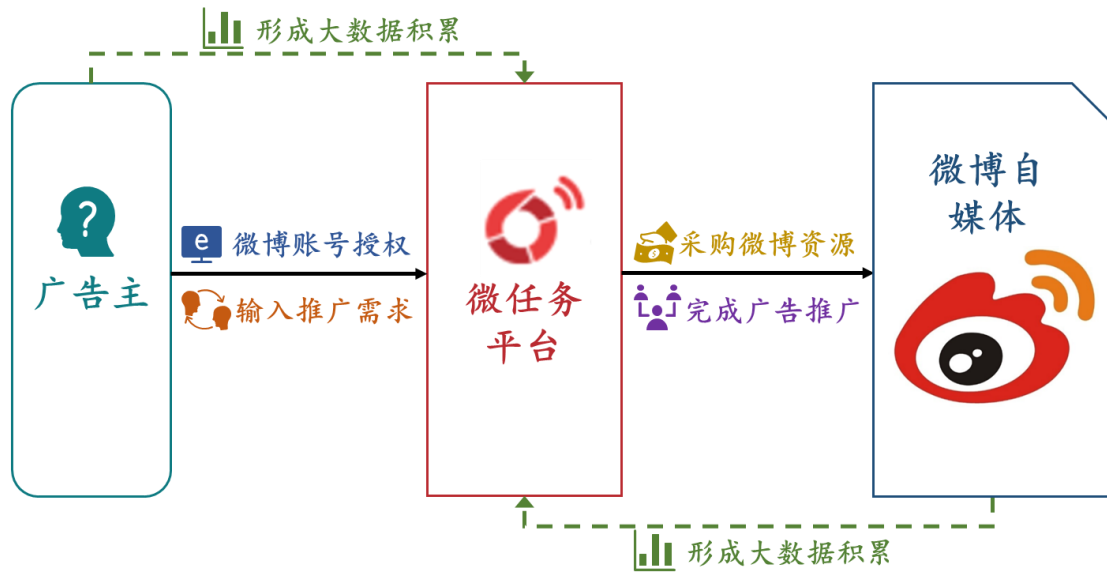 形成大数据积累
广告主
?
e
微博账号授权
输入推广需求
微任务
平台
采购微博资源
$
完成广告推广
微博自
媒体
形成大数据积累